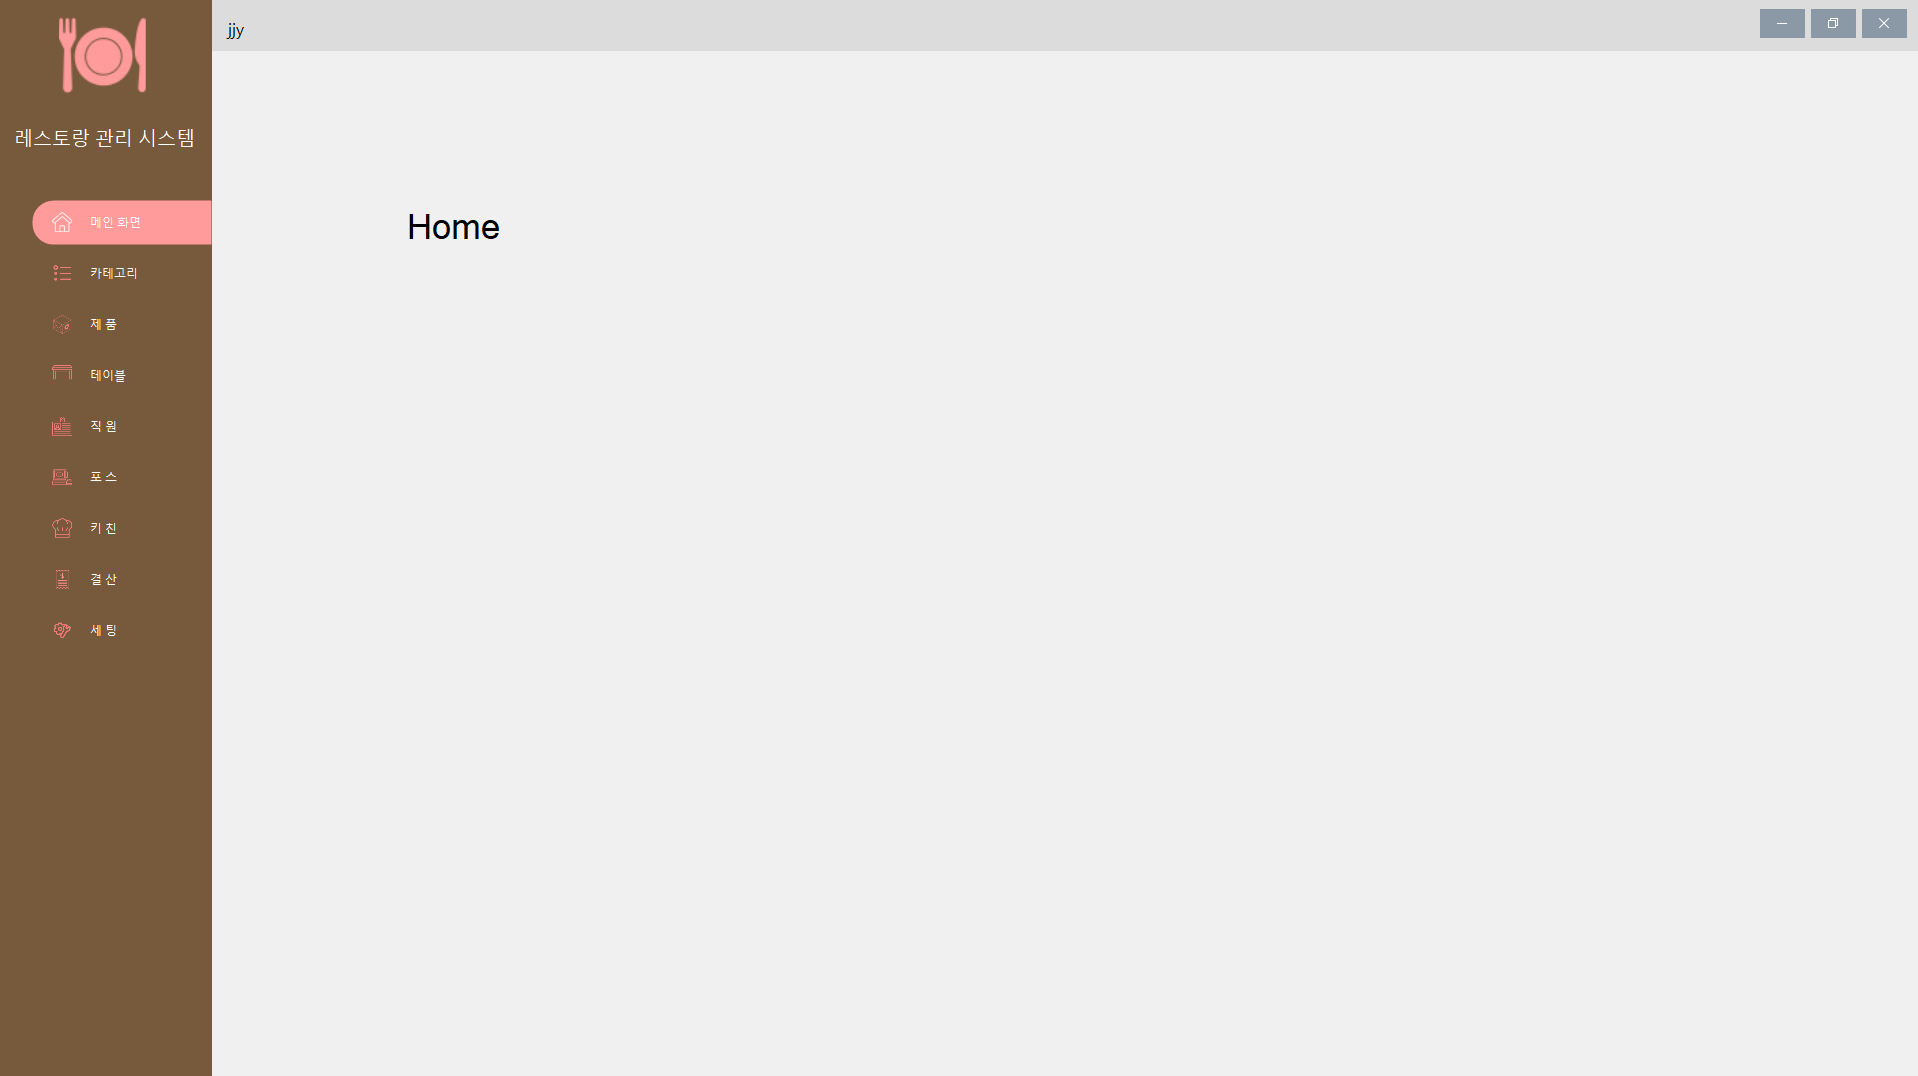 jjy
레스토랑 관리 시스템
메인 화면
카테고리
제 품
테이블
직 원
포 스
키 친
결 산
세 팅
Home